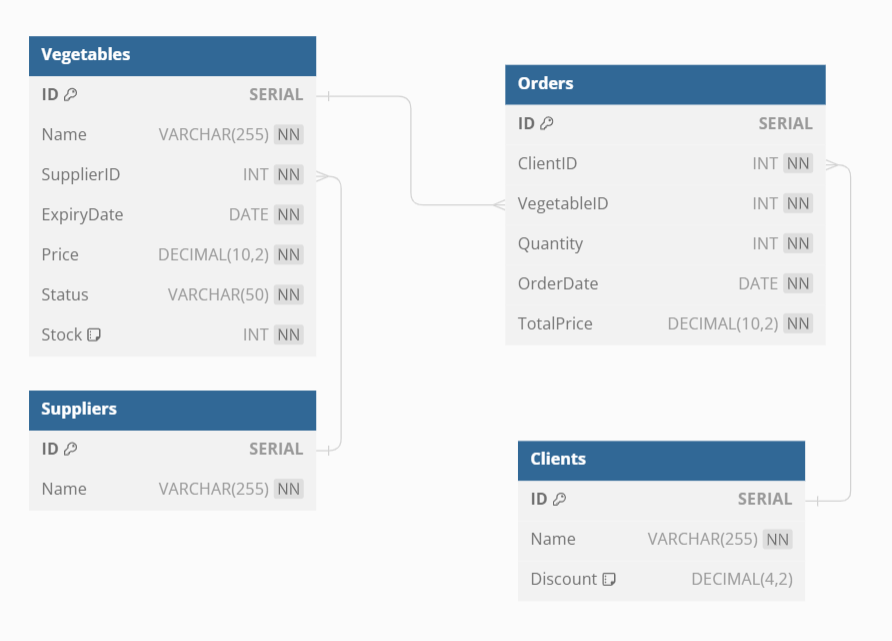 Vegetables
ID SERIAL
Name VARCHAR(255) NN
SupplierID INT NN
ExpiryDate DATE NN
Price DECIMAL(10,2) NN
Status VARCHAR(50) NN
Stock INT NN
Suppliers
ID SERIAL
Name VARCHAR(255) NN
Orders
ID SERIAL
ClientID INT NN
VegetableID INT NN
Quantity INT NN
OrderDate DATE NN
TotalPrice DECIMAL(10,2) NN
Clients
ID SERIAL
Name VARCHAR(255) NN
Discount DECIMAL(4,2)